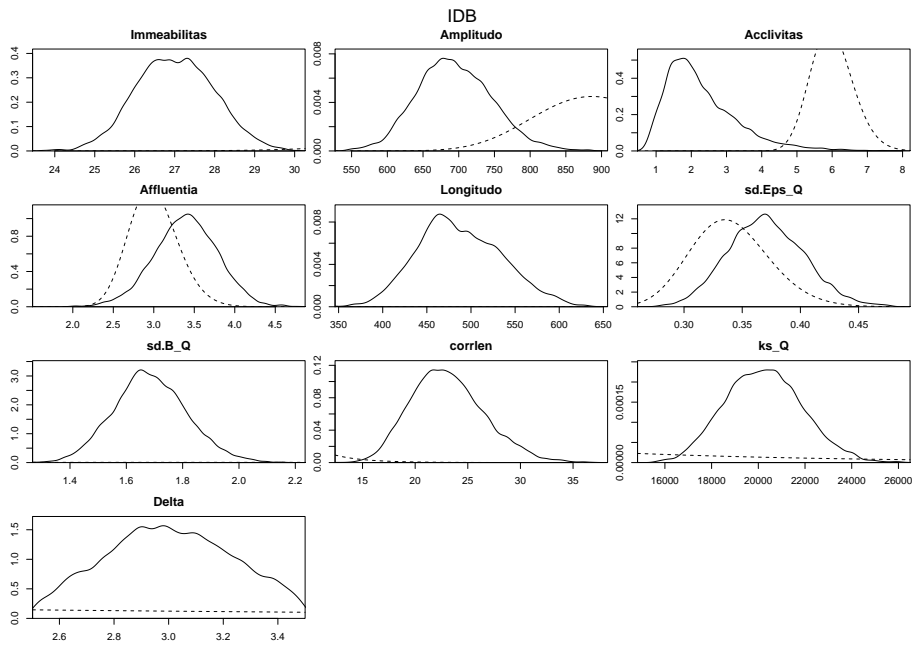 IDB
Immeabilitas Amplitudo Acclivitas
0.0 0.1 0.2 0.3 0.4
24 25 26 27 28 29 30
0.000 0.004 0.008
550 600 650 700 750 800 850 900
0.0 0.2 0.4
1 2 3 4 5 6 7 8
Affluentia Longitudo sd.Eps_Q
0.0 0.4 0.8
2.0 2.5 3.0 3.5 4.0 4.5
0.000 0.004 0.008
350 400 450 500 550 600 650
0 2 4 6 8 12
0.30 0.35 0.40 0.45
sd.B_Q corrlen ks_Q
0.0 1.0 2.0 3.0
1.4 1.6 1.8 2.0 2.2
0.00 0.04 0.08 0.12
15 20 25 30 35
0.00000 0.00015
16000 18000 20000 22000 24000 26000
Delta
0.0 0.5 1.0 1.5
2.6 2.8 3.0 3.2 3.4